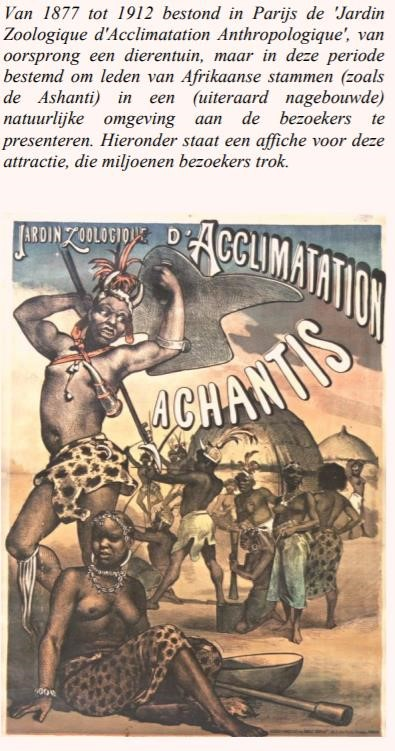 Van 1877 tot 1912 bestond in Parijs de 'Jardin
Zoologique d'Acclimatation Anthropologique', van
oorsprong een dierentuin, maar in deze periode
bestemd om leden van Afrikaanse stammen (zoals
de Ashanti) in een (uiteraard nagebouwde)
natuurlijke omgeving aan de bezoekers te
presenteren. Hieronder staat een affiche voor deze
attractie, die miljoenen bezoekers trok.
JARDIN ZOOLOGIQUE D'ACCLIMATATION
ACHANTIS